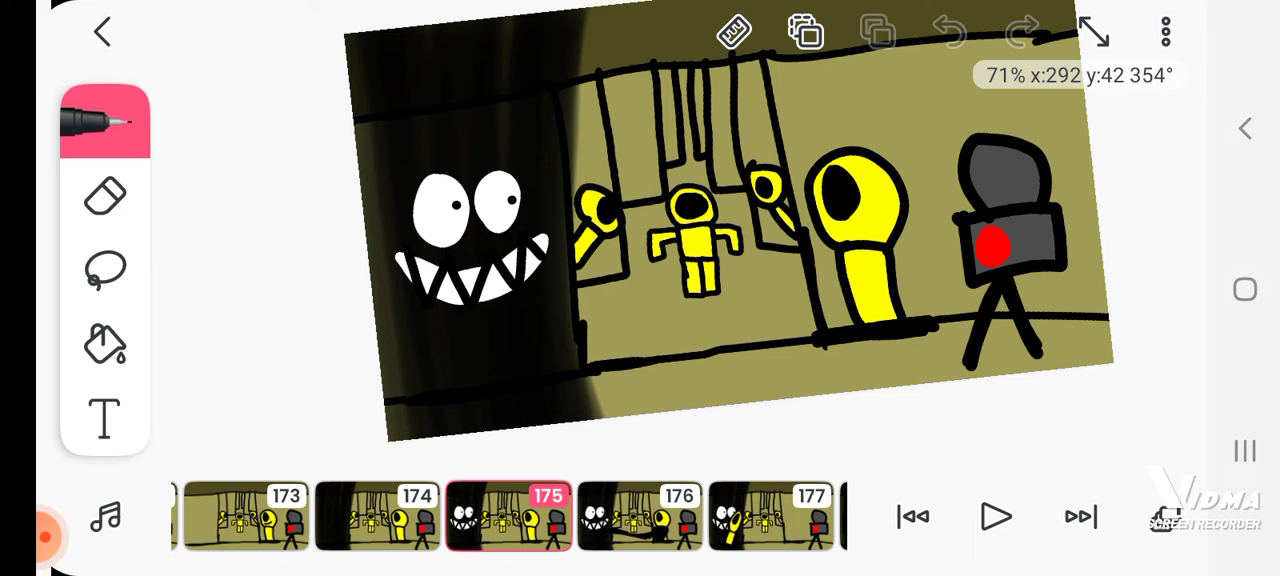 71% x:292 y:42 354°
T
173 174 175 176 177
VIDMA
SCREEN RECORDER